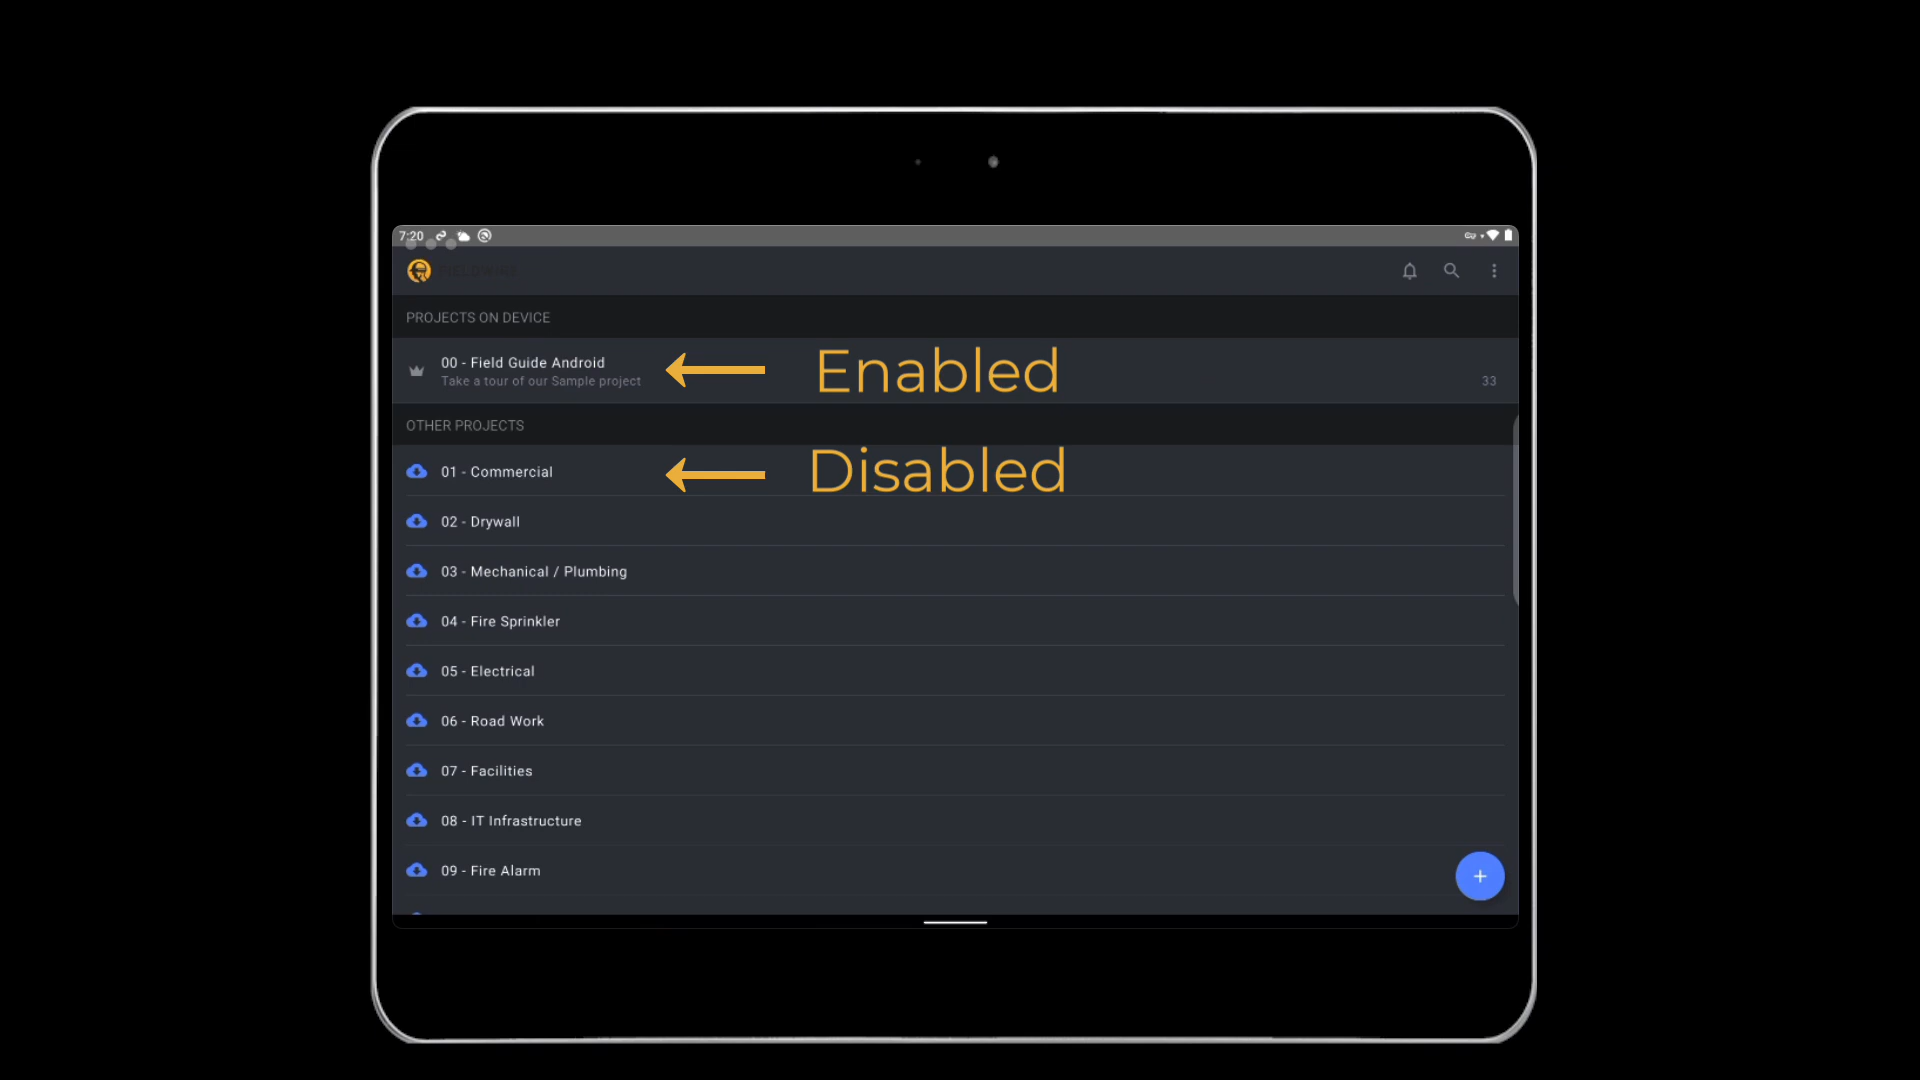 7:20
PROJECTS ON DEVICE
00 - Field Guide Android
Take a tour of our Sample project
Enabled
33
OTHER PROJECTS
01 - Commercial
Disabled
02 - Drywall
03 - Mechanical / Plumbing
04 - Fire Sprinkler
05 - Electrical
06 - Road Work
07 - Facilities
08 - IT Infrastructure
09 - Fire Alarm